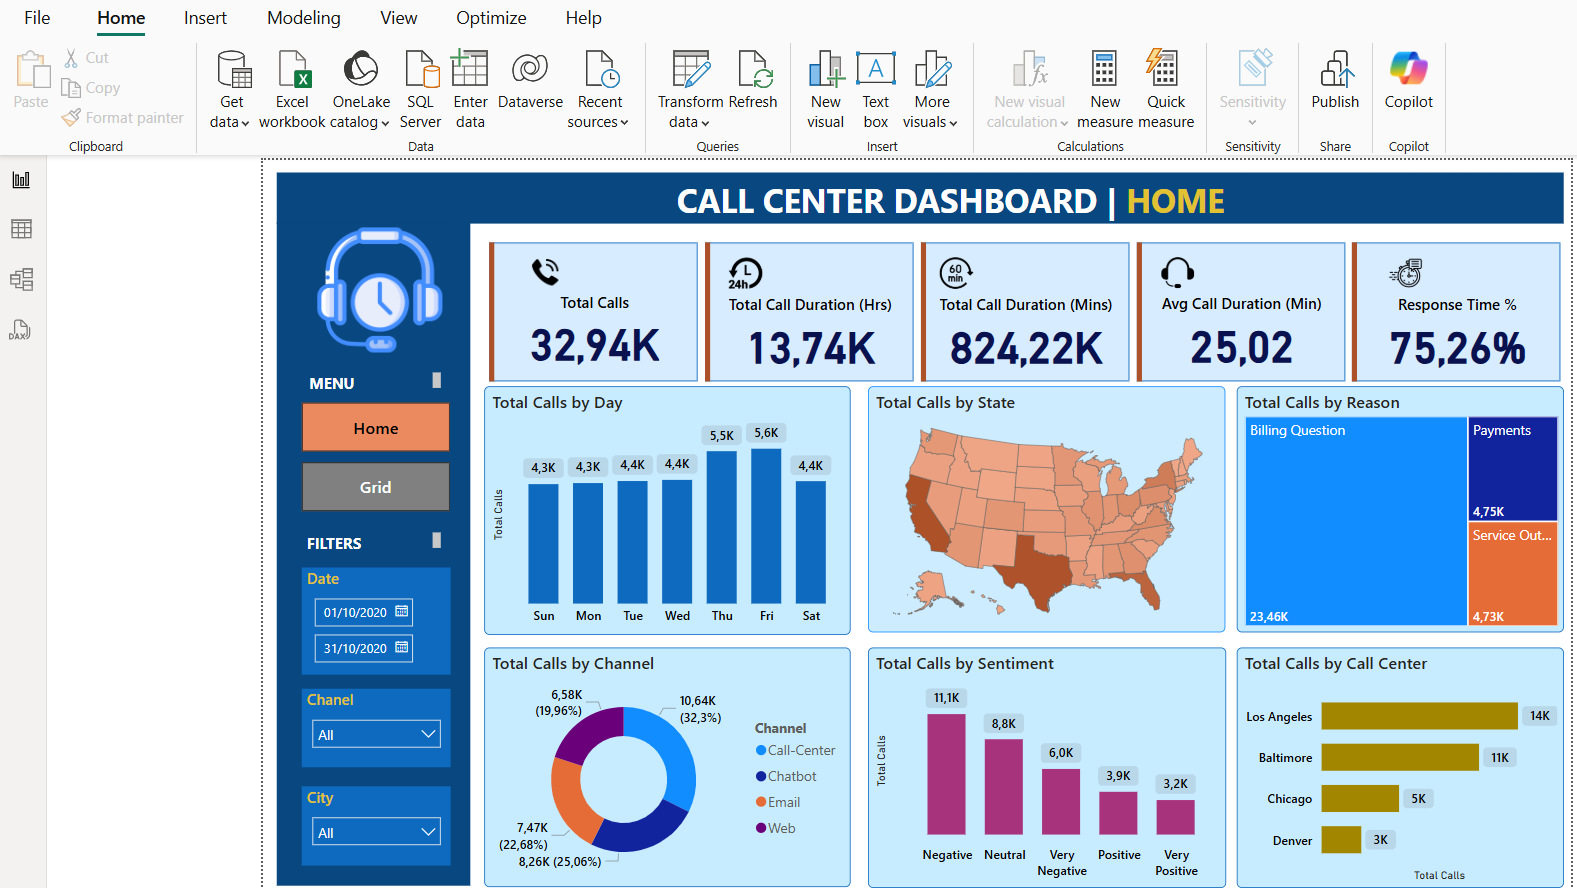 File Home Insert Modeling View Optimize Help
Paste
Cut
Copy
Format painter
Clipboard
Get data
Excel workbook
OneLake catalog
SQL Server
Enter data
Dataverse
Recent sources
Data
Transform data
Refresh
Queries
New visual
Text box
More visuals
Insert
New visual calculation
New measure
Quick measure
Calculations
Sensitivity
Sensitivity
Publish
Share
Copilot
Copilot
DAX
CALL CENTER DASHBOARD | HOME
MENU
Home
Grid
FILTERS
Date
01/10/2020
31/10/2020
Chanel
All
City
All
Total Calls
32,94K
24h
Total Call Duration (Hrs)
13,74K
60 min
Total Call Duration (Mins)
824,22K
Avg Call Duration (Min)
25,02
Response Time %
75,26%
Total Calls by Day
Total Calls
4,3K 4,3K 4,4K 4,4K 5,5K 5,6K 4,4K
Sun Mon Tue Wed Thu Fri Sat
Total Calls by State
Total Calls by Reason
Billing Question
23,46K
Payments
4,75K
Service Out...
4,73K
Total Calls by Channel
6,58K
(19,96%)
10,64K
(32,3%)
7,47K
(22,68%)
8,26K (25,06%)
Channel
Call-Center
Chatbot
Email
Web
Total Calls by Sentiment
Total Calls
11,1K 8,8K 6,0K 3,9K 3,2K
Negative Neutral Very Negative Positive Very Positive
Total Calls by Call Center
Los Angeles 14K
Baltimore 11K
Chicago 5K
Denver 3K
Total Calls